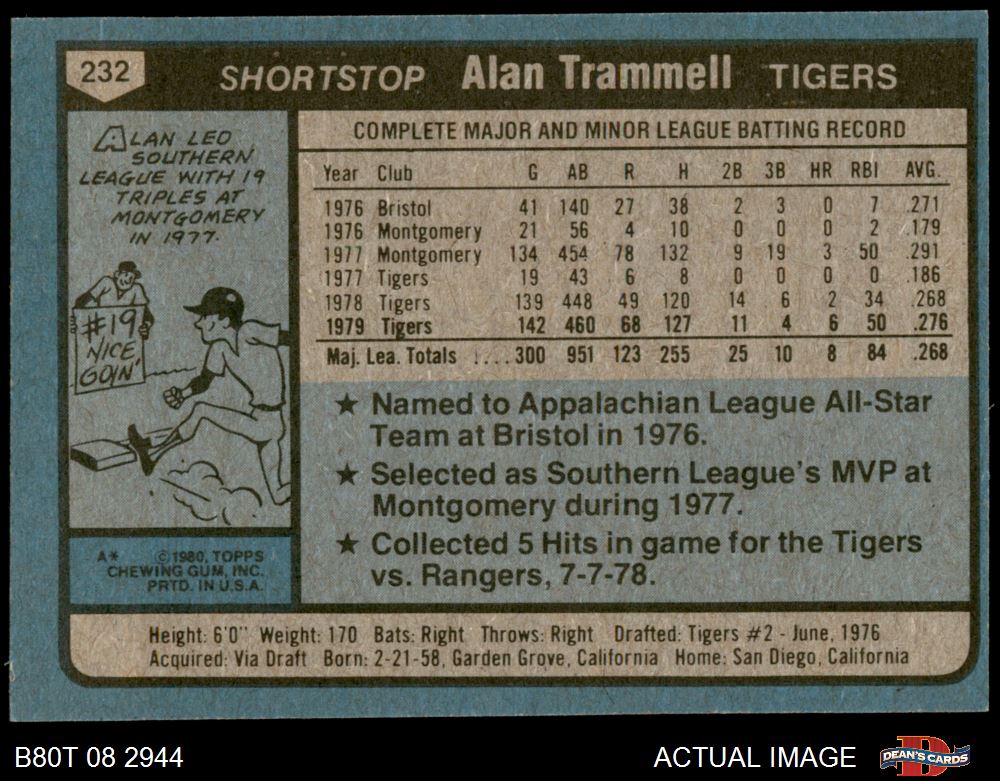 232 SHORTSTOP Alan Trammell TIGERS
ALAN LED
SOUTHERN
LEAGUE WITH 19
TRIPLES AT
MONTGOMERY
IN 1977.
#19
NICE
GOIN'
A* © 1980, TOPPS
CHEWING GUM, INC.
PRTD. IN U.S.A.
COMPLETE MAJOR AND MINOR LEAGUE BATTING RECORD
Year Club G AB R H 2B 3B HR RBI AVG.
1976 Bristol 41 140 27 38 2 3 0 7 .271
1976 Montgomery 21 56 4 10 0 0 0 2 .179
1977 Montgomery 134 454 78 132 9 19 3 50 .291
1977 Tigers 19 43 6 8 0 0 0 0 .186
1978 Tigers 139 448 49 120 14 6 2 34 .268
1979 Tigers 142 460 68 127 11 4 6 50 .276
Maj. Lea. Totals .... 300 951 123 255 25 10 8 84 .268
★ Named to Appalachian League All-Star
Team at Bristol in 1976.
★ Selected as Southern League's MVP at
Montgomery during 1977.
★ Collected 5 Hits in game for the Tigers
vs. Rangers, 7-7-78.
Height: 6'0" Weight: 170 Bats: Right Throws: Right Drafted: Tigers #2 - June, 1976
Acquired: Via Draft Born: 2-21-58, Garden Grove, California Home: San Diego, California
B80T 08 2944 ACTUAL IMAGE DEAN'S CARDS